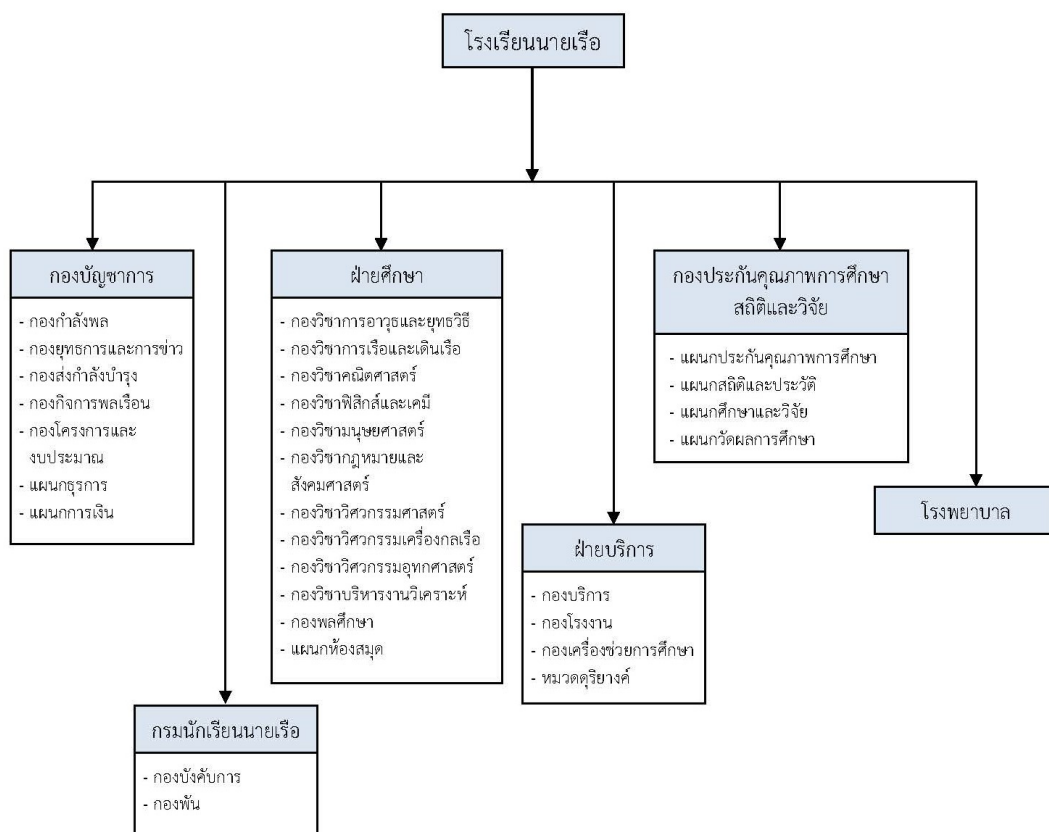 โรงเรียนนายเรือ
กองบัญชาการ
- กองกำลังพล
- กองยุทธการและการข่าว
- กองส่งกำลังบำรุง
- กองกิจการพลเรือน
- กองโครงการและ
งบประมาณ
- แผนกธุรการ
- แผนกการเงิน
กรมนักเรียนนายเรือ
- กองบังคับการ
- กองพัน
ฝ่ายศึกษา
- กองวิชาการอาวุธและยุทธวิธี
- กองวิชาการเรือและเดินเรือ
- กองวิชาคณิตศาสตร์
- กองวิชาฟิสิกส์และเคมี
- กองวิชามนุษยศาสตร์
- กองวิชากฎหมายและ
สังคมศาสตร์
- กองวิชาวิศวกรรมศาสตร์
- กองวิชาวิศวกรรมเครื่องกลเรือ
- กองวิชาวิศวกรรมอุทกศาสตร์
- กองวิชาบริหารงานวิเคราะห์
- กองพลศึกษา
- แผนกห้องสมุด
ฝ่ายบริการ
- กองบริการ
- กองโรงงาน
- กองเครื่องช่วยการศึกษา
- หมวดดุริยางค์
กองประกันคุณภาพการศึกษา
สถิติและวิจัย
- แผนกประกันคุณภาพการศึกษา
- แผนกสถิติและประวัติ
- แผนกศึกษาและวิจัย
- แผนกวัดผลการศึกษา
โรงพยาบาล